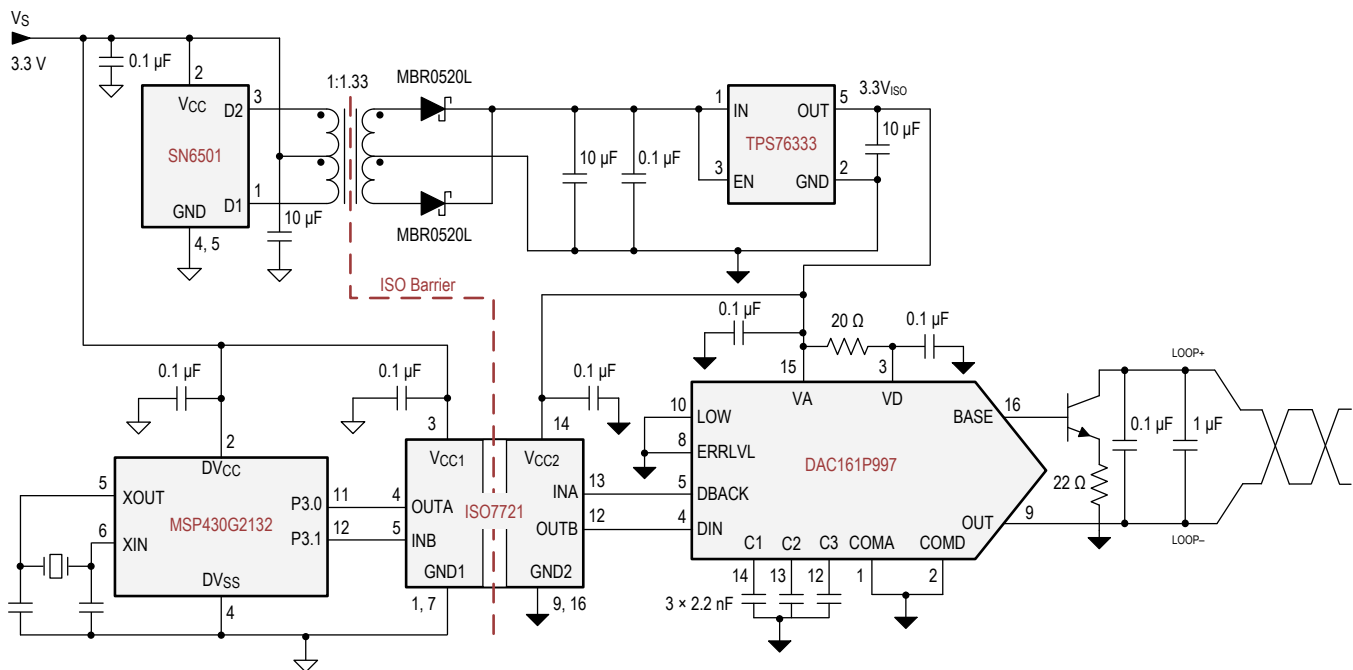 VS
3.3 V
0.1 µF
2
VCC
D2
3
SN6501
D1
1
GND
4, 5
10 µF
1:1.33
MBR0520L
MBR0520L
10 µF
0.1 µF
1
IN
OUT
5
TPS76333
3
EN
GND
2
3.3VISO
10 µF
ISO Barrier
0.1 µF
0.1 µF
0.1 µF
0.1 µF
20 Ω
0.1 µF
2
DVCC
5
XOUT
6
XIN
MSP430G2132
P3.0
11
P3.1
12
DVSS
4
3
14
VCC1
VCC2
4
OUTA
5
INB
ISO7721
INA
13
OUTB
12
GND1
GND2
1, 7
9, 16
15
3
VA
VD
10
LOW
8
ERRLVL
5
DBACK
4
DIN
DAC161P997
BASE
16
OUT
9
C1
C2
C3
COMA
COMD
14
13
12
1
2
3 × 2.2 nF
22 Ω
0.1 µF
1 µF
LOOP+
LOOP–